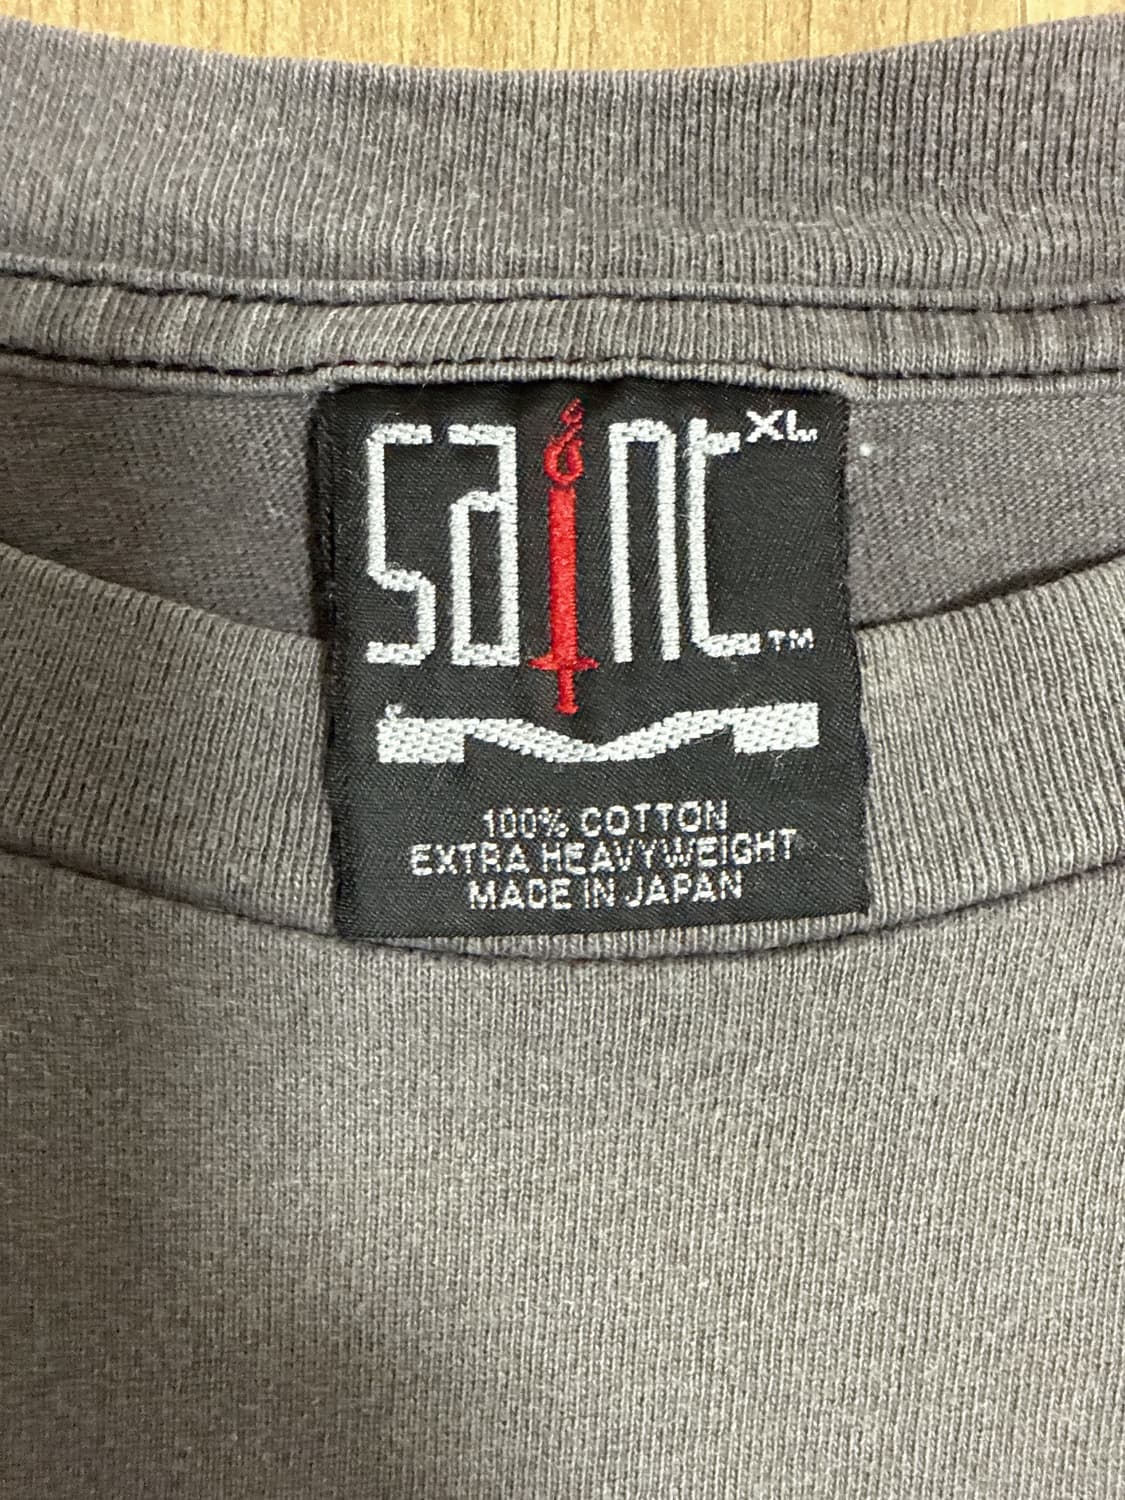 saint XL
TM
100% COTTON
EXTRA HEAVYWEIGHT
MADE IN JAPAN